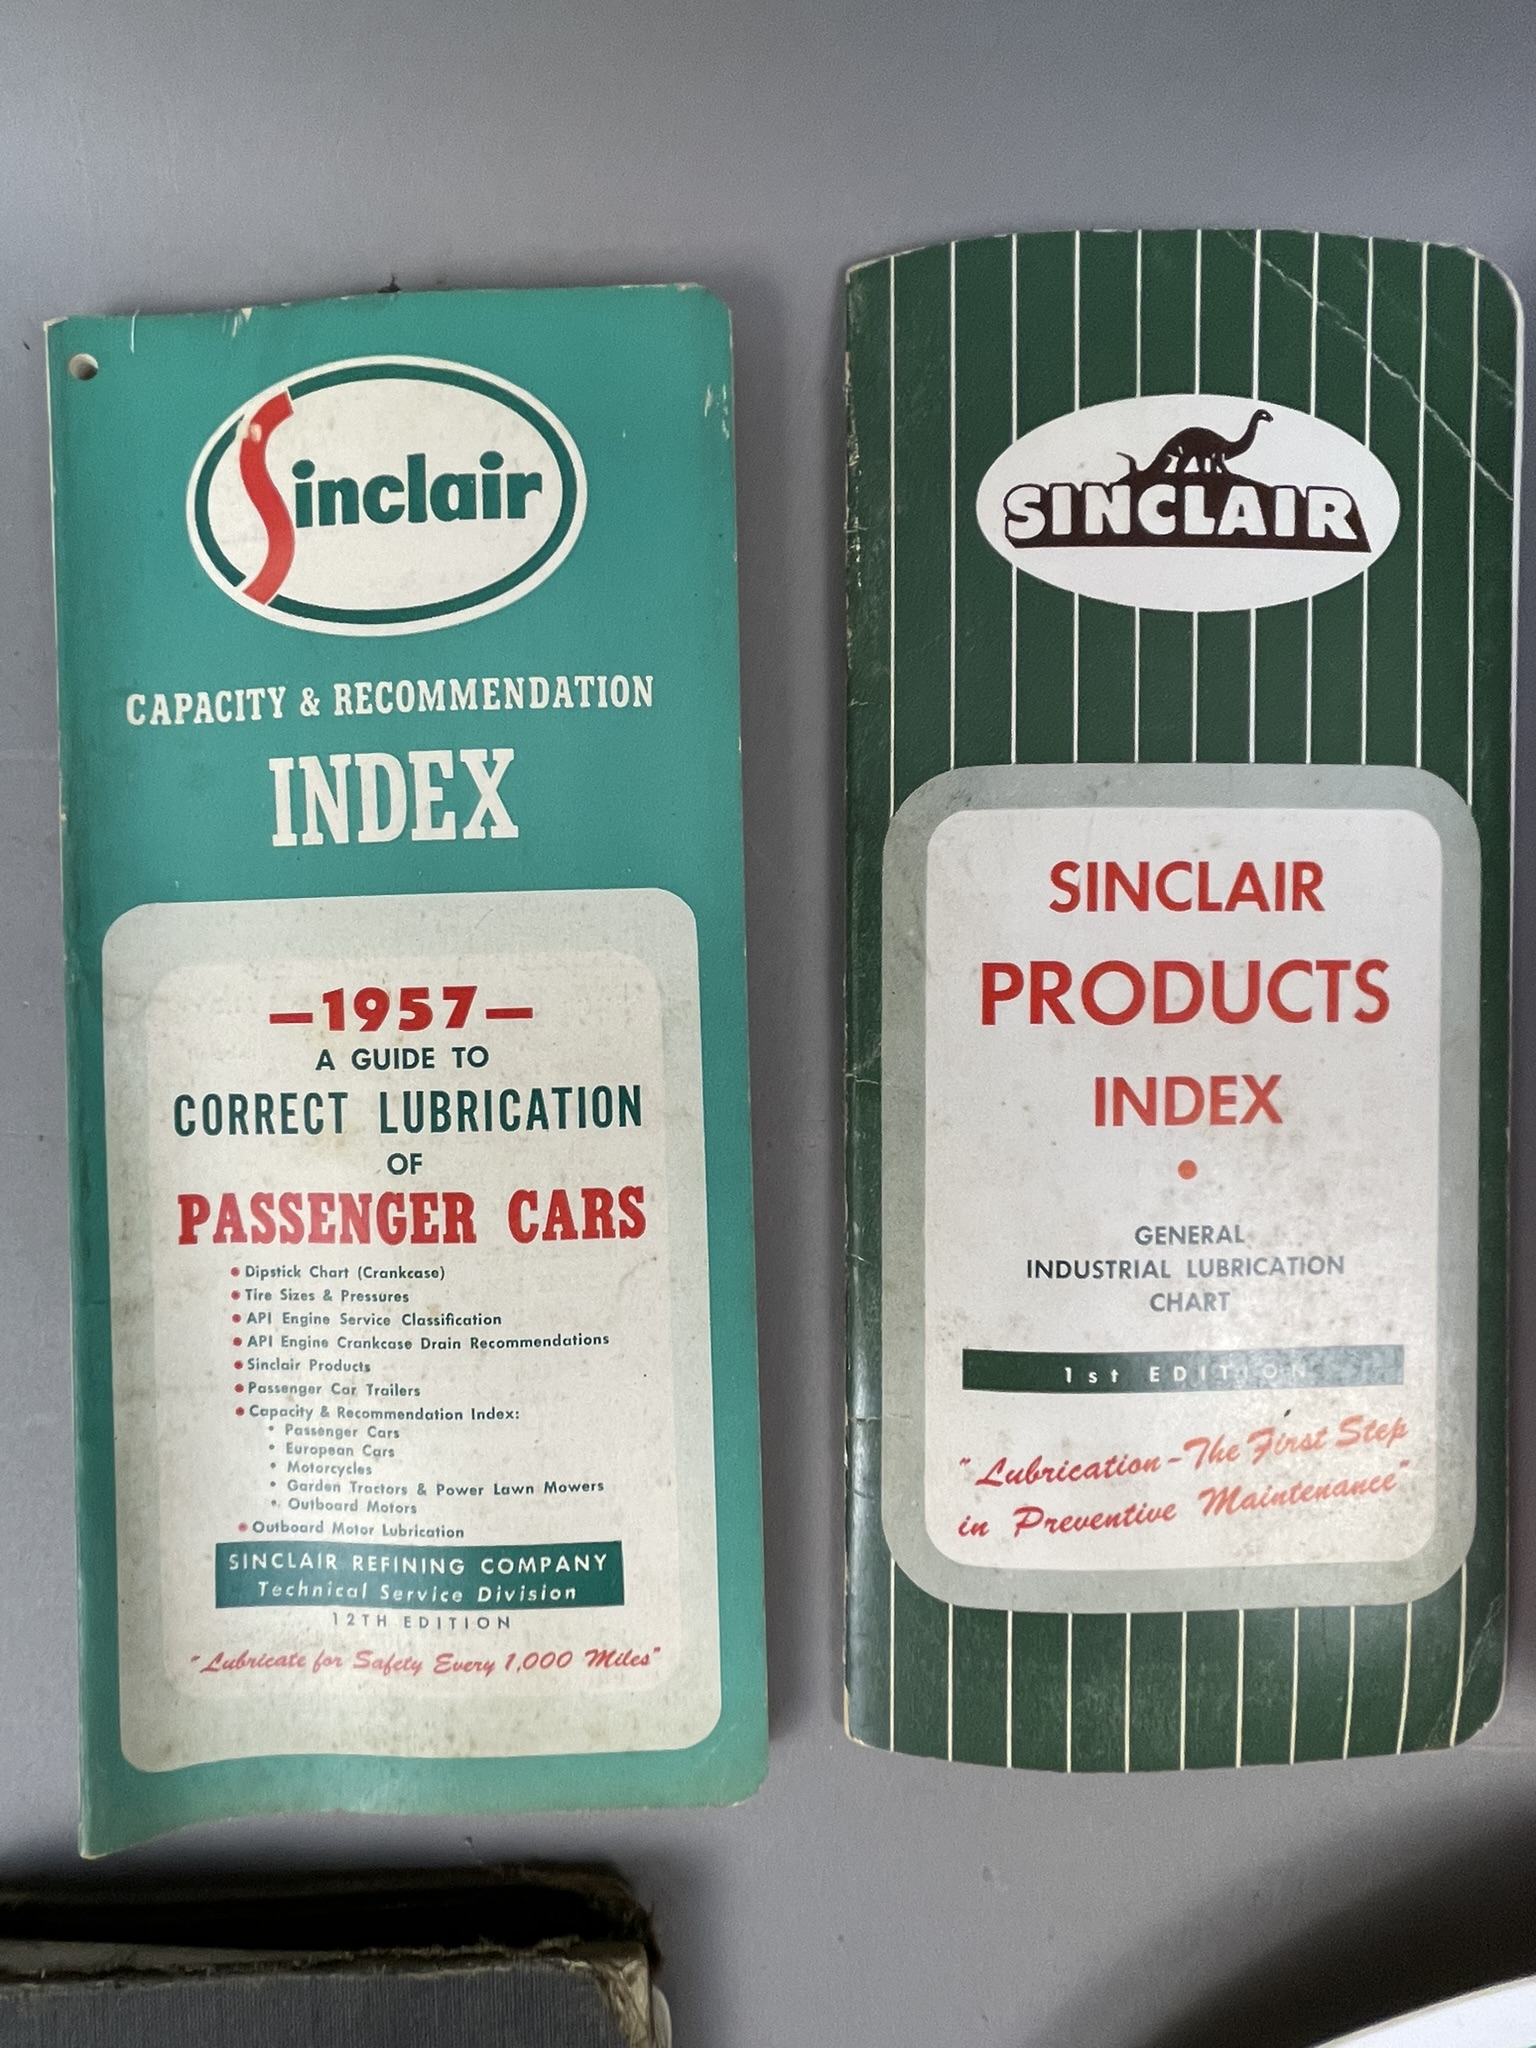 Sinclair
CAPACITY & RECOMMENDATION
INDEX
—1957—
A GUIDE TO
CORRECT LUBRICATION
OF
PASSENGER CARS
• Dipstick Chart (Crankcase)
• Tire Sizes & Pressures
• API Engine Service Classification
• API Engine Crankcase Drain Recommendations
• Sinclair Products
• Passenger Car Trailers
• Capacity & Recommendation Index:
• Passenger Cars
• European Cars
• Motorcycles
• Garden Tractors & Power Lawn Mowers
• Outboard Motors
• Outboard Motor Lubrication
SINCLAIR REFINING COMPANY
Technical Service Division
12TH EDITION
"Lubricate for Safety Every 1,000 Miles"
SINCLAIR
SINCLAIR
PRODUCTS
INDEX
•
GENERAL
INDUSTRIAL LUBRICATION
CHART
1st EDITION
"Lubrication-The First Step
in Preventive Maintenance"